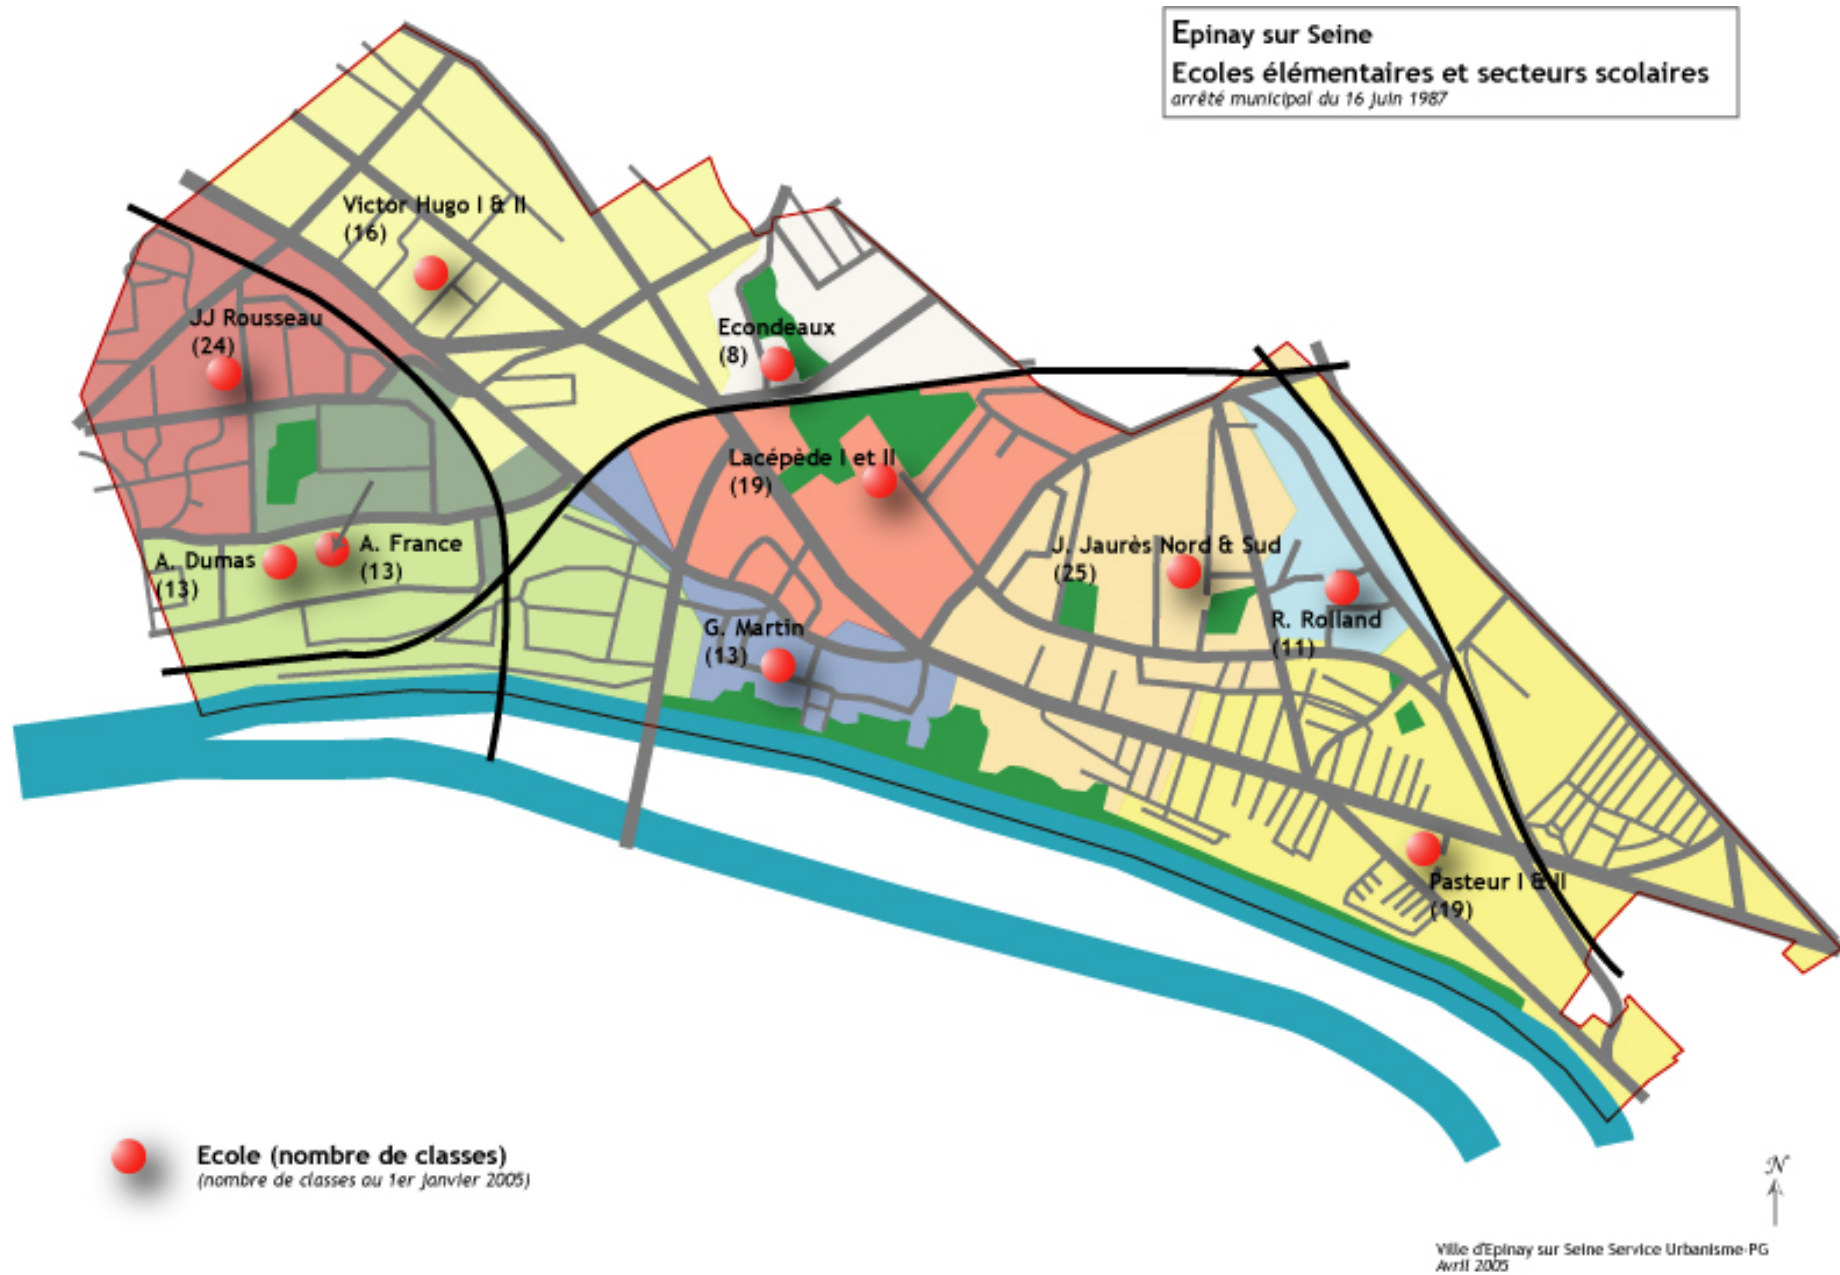 Epinay sur Seine
Ecoles élémentaires et secteurs scolaires
arrêté municipal du 16 juin 1987
Victor Hugo I & II
(16)
JJ Rousseau
(24)
Econdeaux
(8)
Lacépède I et II
(19)
A. Dumas
(13)
A. France
(13)
J. Jaurès Nord & Sud
(25)
R. Rolland
(11)
G. Martin
(13)
Pasteur I & II
(19)
Ecole (nombre de classes)
(nombre de classes au 1er janvier 2005)
N
Ville d'Epinay sur Seine Service Urbanisme-PG
Avril 2005